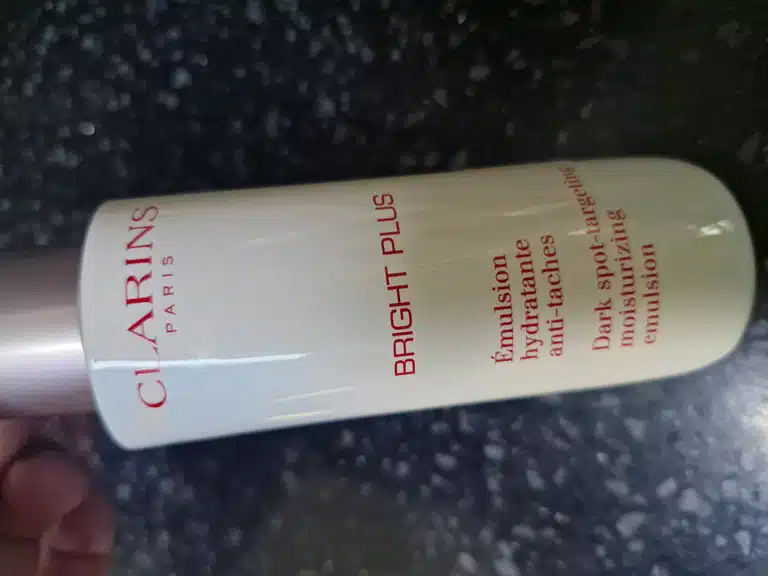 CLARINS
PARIS
BRIGHT PLUS
Émulsion
hydratante
anti-taches
Dark spot-targeting
moisturizing
emulsion